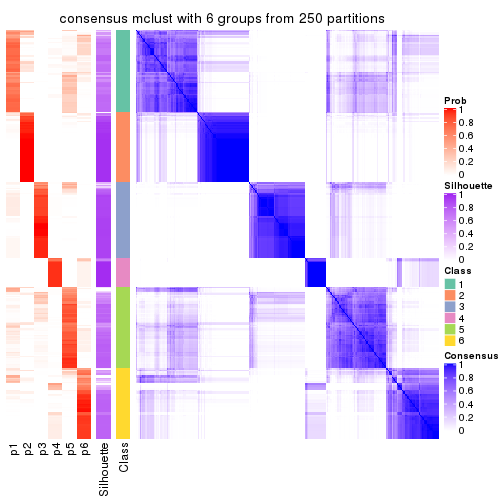 consensus mclust with 6 groups from 250 partitions
Prob
1
0.8
0.6
0.4
0.2
0
Silhouette
1
0.8
0.6
0.4
0.2
0
Class
1
2
3
4
5
6
Consensus
1
0.8
0.6
0.4
0.2
0
p1
p2
p3
p4
p5
p6
Silhouette
Class